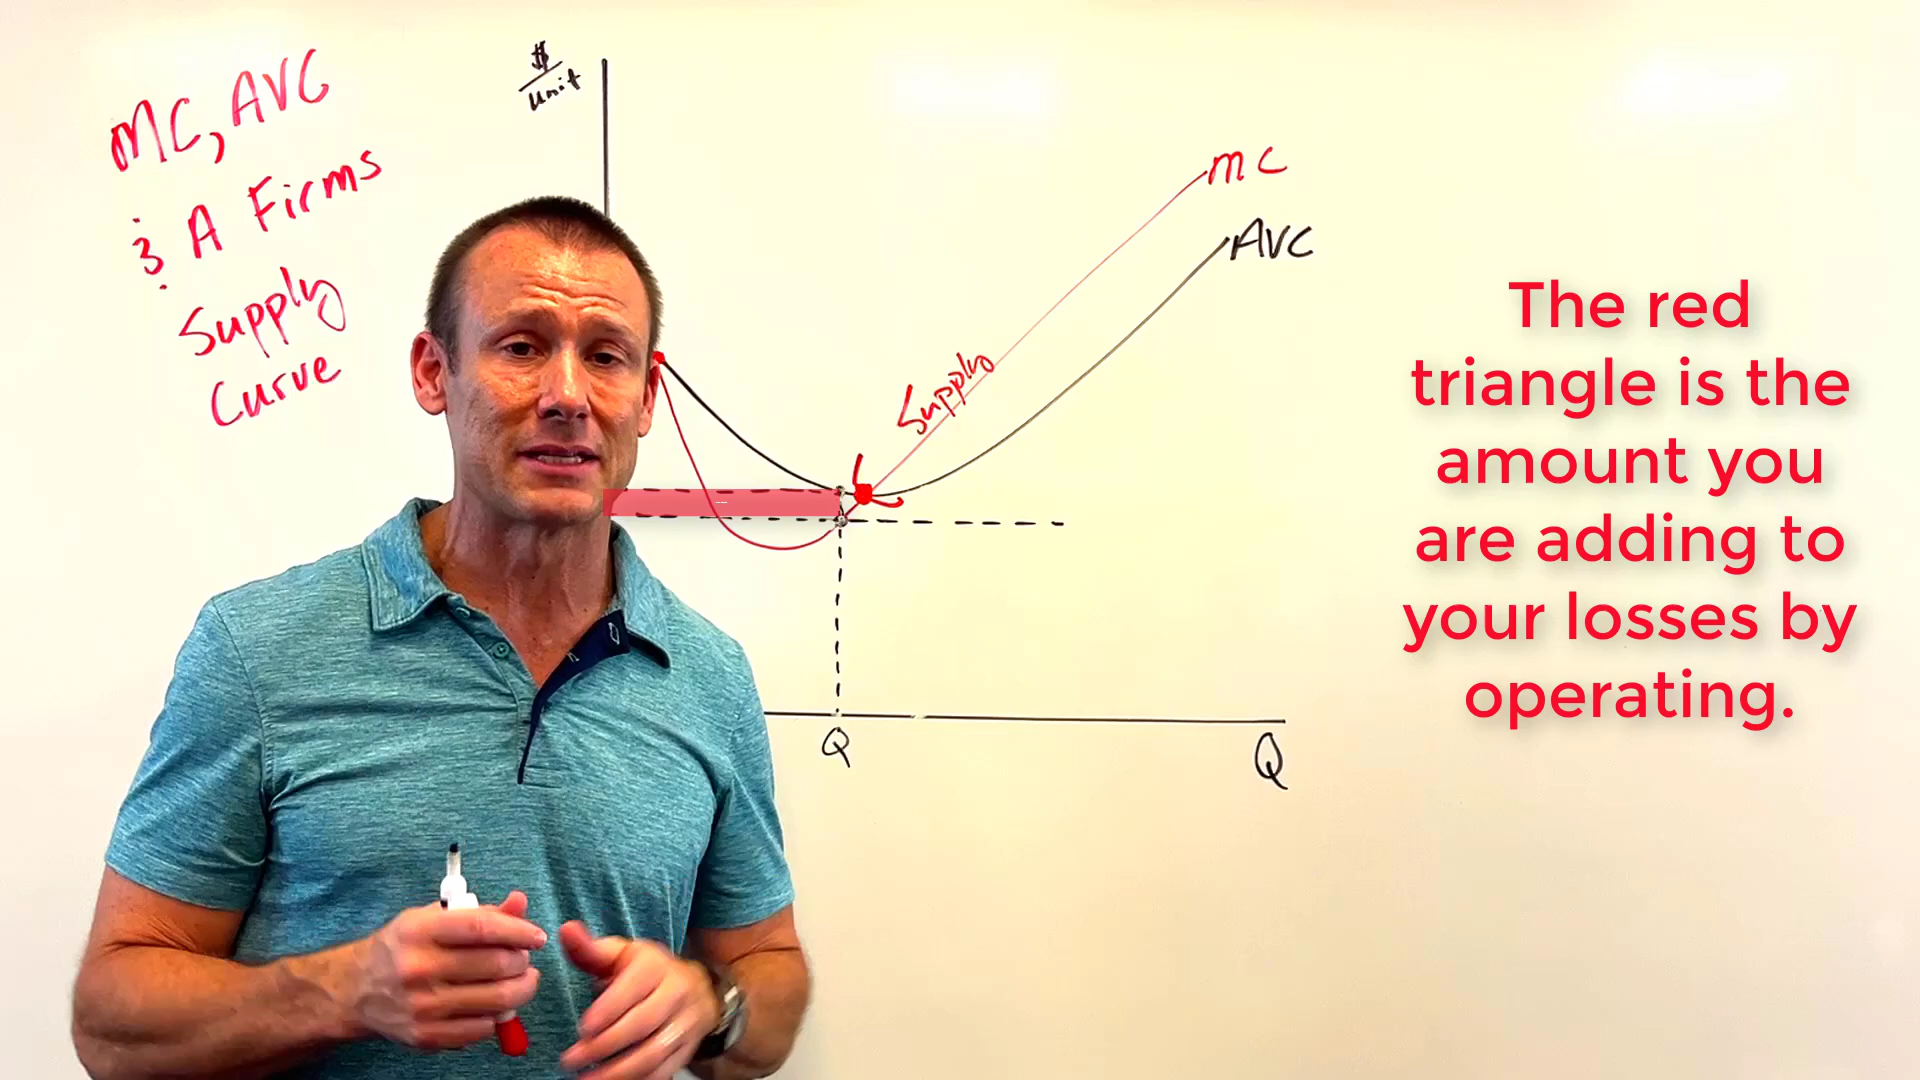 MC, AVC
& A Firms
Supply
Curve
$
unit
MC
AVC
Supply
Q
Q
The red
triangle is the
amount you
are adding to
your losses by
operating.